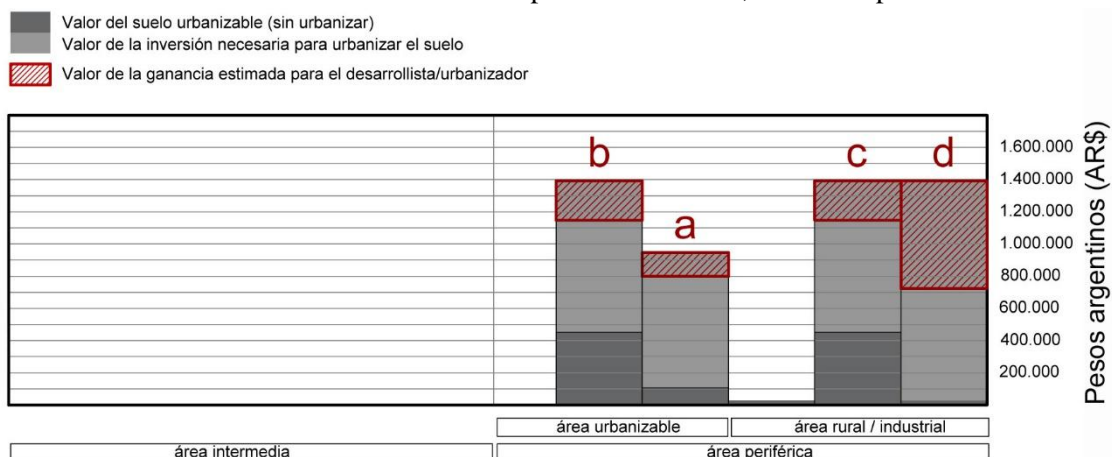 Valor del suelo urbanizable (sin urbanizar)
Valor de la inversión necesaria para urbanizar el suelo
Valor de la ganancia estimada para el desarrollista/urbanizador
b
c
d
a
1.600.000
1.400.000
1.200.000
1.000.000
800.000
600.000
400.000
200.000
Pesos argentinos (AR$)
área urbanizable
área rural / industrial
área intermedia
área periférica